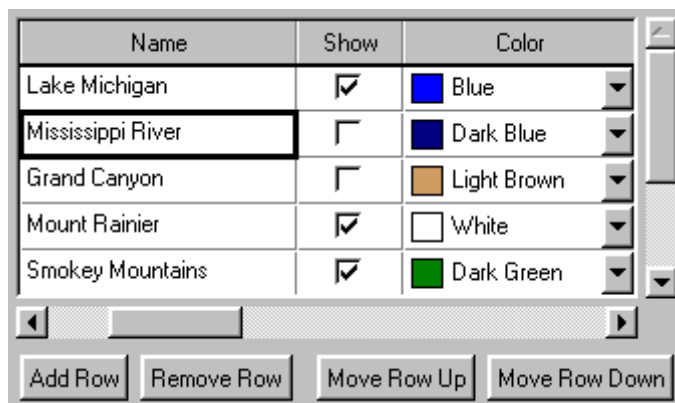 Name Show Color
Lake Michigan Blue
Mississippi River Dark Blue
Grand Canyon Light Brown
Mount Rainier White
Smokey Mountains Dark Green
Add Row Remove Row Move Row Up Move Row Down